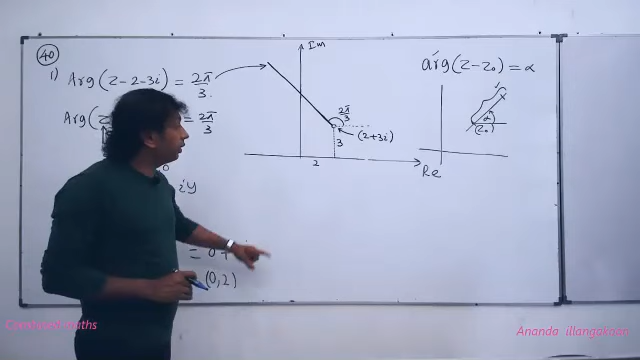 40
i) Arg(z-2-3i) = 2π/3
Arg(z = 2π/3
iy
= 0 +
(0,2)
Im
2π/3
(2+3i)
3
2
Re
arg(z-z₀) = α
α
(z₀)
Combined maths
Ananda illangakoon